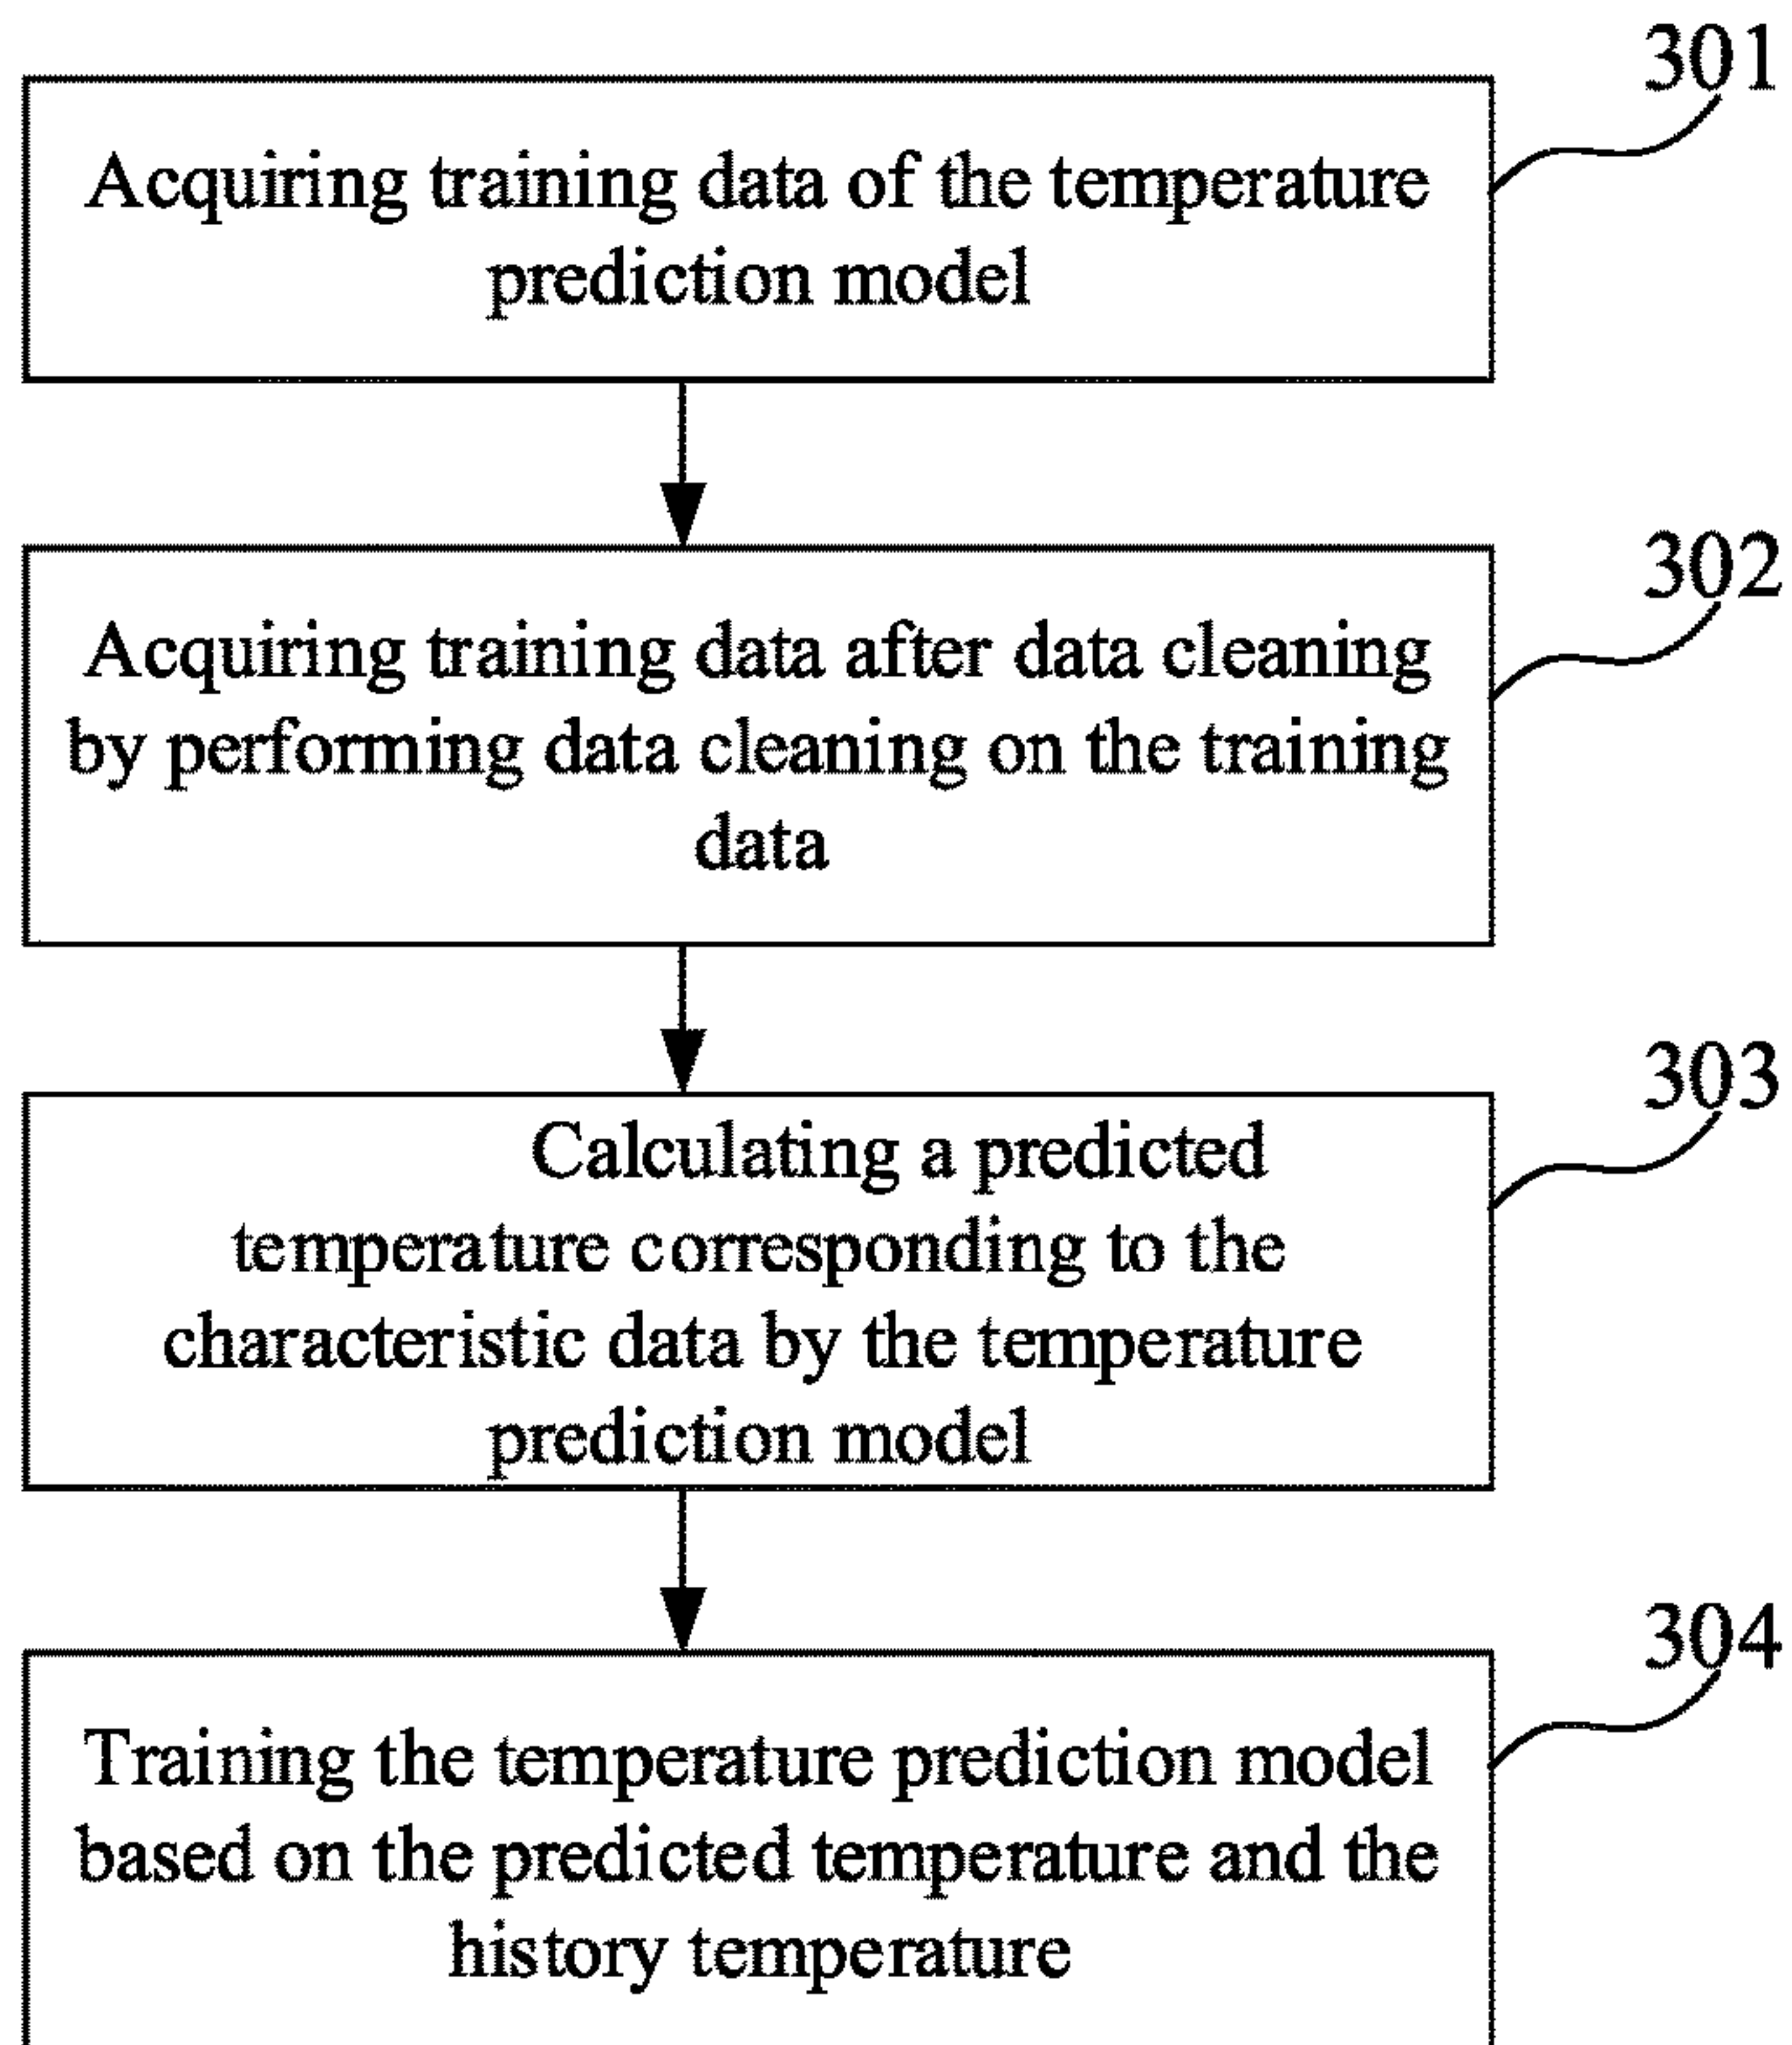 301
Acquiring training data of the temperature
prediction model
302
Acquiring training data after data cleaning
by performing data cleaning on the training
data
303
Calculating a predicted
temperature corresponding to the
characteristic data by the temperature
prediction model
304
Training the temperature prediction model
based on the predicted temperature and the
history temperature